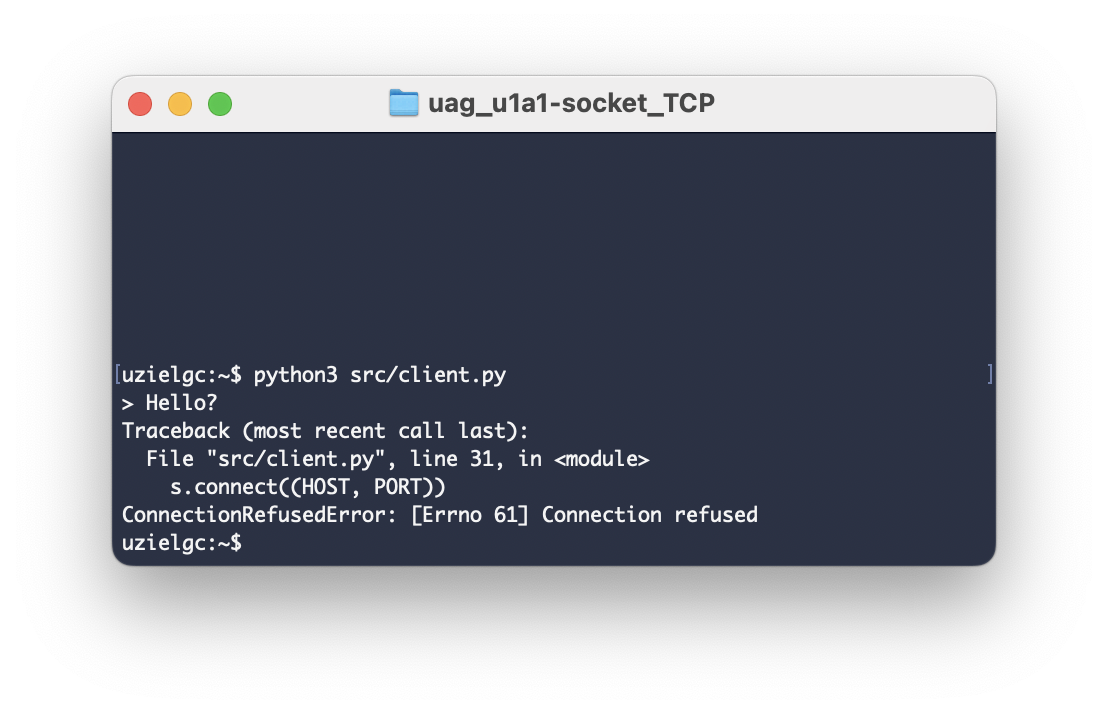 uag_u1a1-socket_TCP
[uzielgc:~$ python3 src/client.py ]
> Hello?
Traceback (most recent call last):
  File "src/client.py", line 31, in <module>
    s.connect((HOST, PORT))
ConnectionRefusedError: [Errno 61] Connection refused
uzielgc:~$